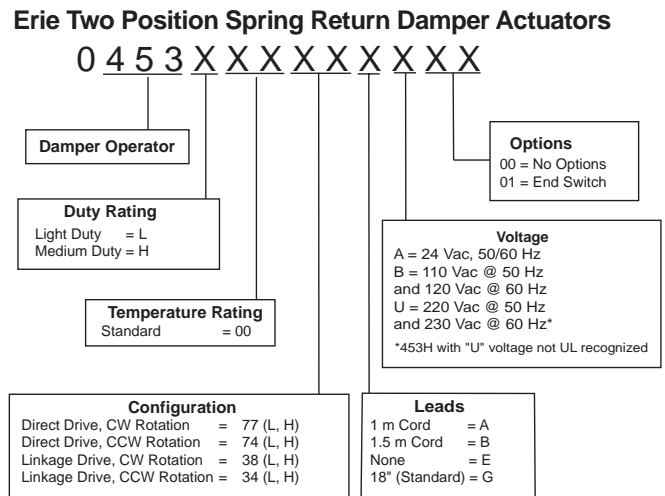 Erie Two Position Spring Return Damper Actuators
0 4 5 3 X X X X X X X X X
Damper Operator
Options
00 = No Options
01 = End Switch
Duty Rating
Light Duty = L
Medium Duty = H
Voltage
A = 24 Vac, 50/60 Hz
B = 110 Vac @ 50 Hz
and 120 Vac @ 60 Hz
U = 220 Vac @ 50 Hz
and 230 Vac @ 60 Hz*
*453H with "U" voltage not UL recognized
Temperature Rating
Standard = 00
Configuration
Direct Drive, CW Rotation = 77 (L, H)
Direct Drive, CCW Rotation = 74 (L, H)
Linkage Drive, CW Rotation = 38 (L, H)
Linkage Drive, CCW Rotation = 34 (L, H)
Leads
1 m Cord = A
1.5 m Cord = B
None = E
18" (Standard) = G